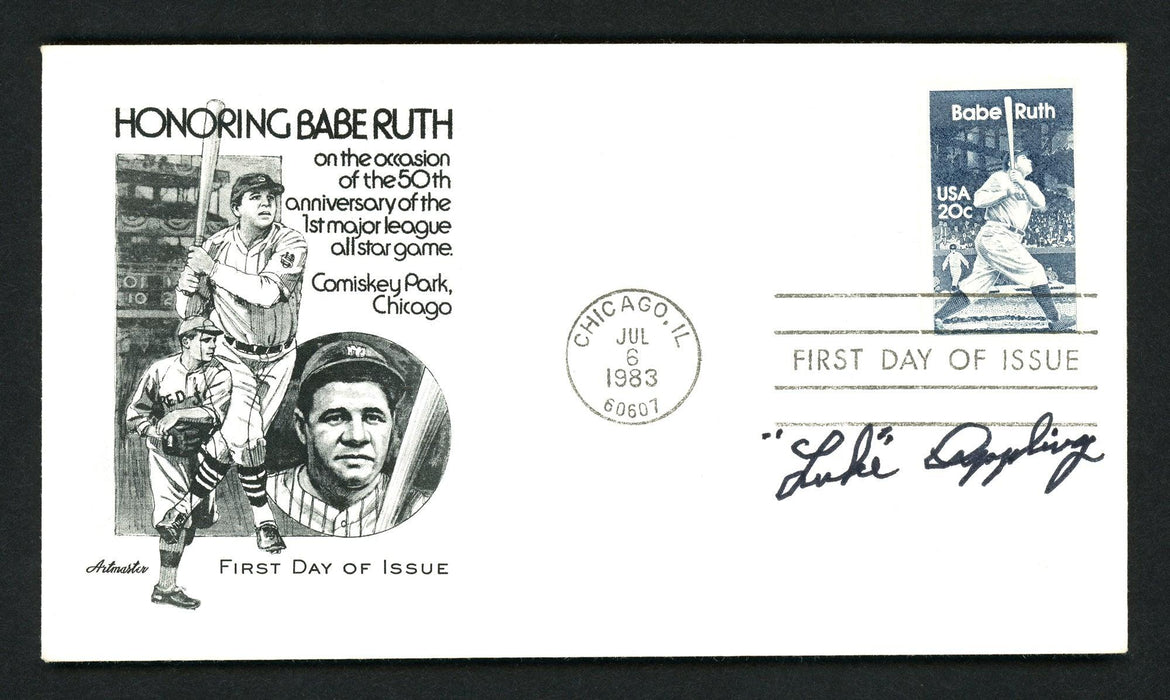 HONORING BABE RUTH
on the occasion
of the 50th
anniversary of the
1st major league
all star game.
Comiskey Park,
Chicago
RED S
Artmaster
FIRST DAY OF ISSUE
CHICAGO, IL
JUL
6
1983
60607
Babe Ruth
USA
20c
FIRST DAY OF ISSUE
"Luke" Appling